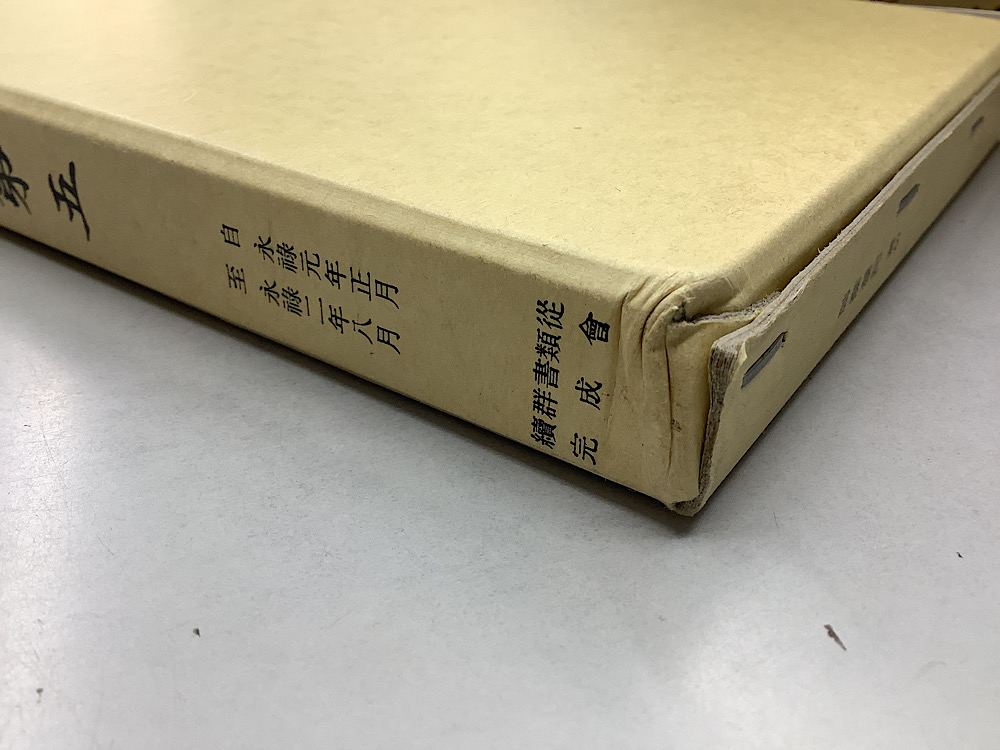 第五
自 永祿元年正月
至 永祿二年八月
續群書類從
完成會